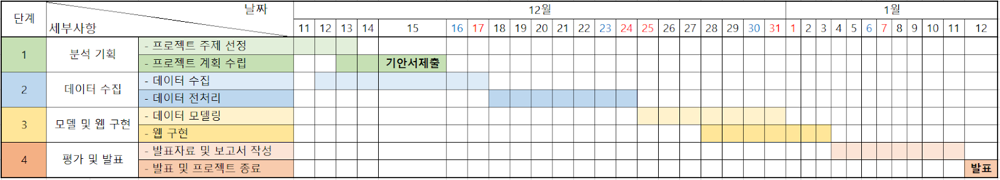 단계 날짜 12월 1월
세부사항 11 12 13 14 15 16 17 18 19 20 21 22 23 24 25 26 27 28 29 30 31 1 2 3 4 5 6 7 8 9 10 11 12
1 분석 기획 - 프로젝트 주제 선정
- 프로젝트 계획 수립 기안서제출
2 데이터 수집 - 데이터 수집
- 데이터 전처리
3 모델 및 웹 구현 - 데이터 모델링
- 웹 구현
4 평가 및 발표 - 발표자료 및 보고서 작성
- 발표 및 프로젝트 종료 발표